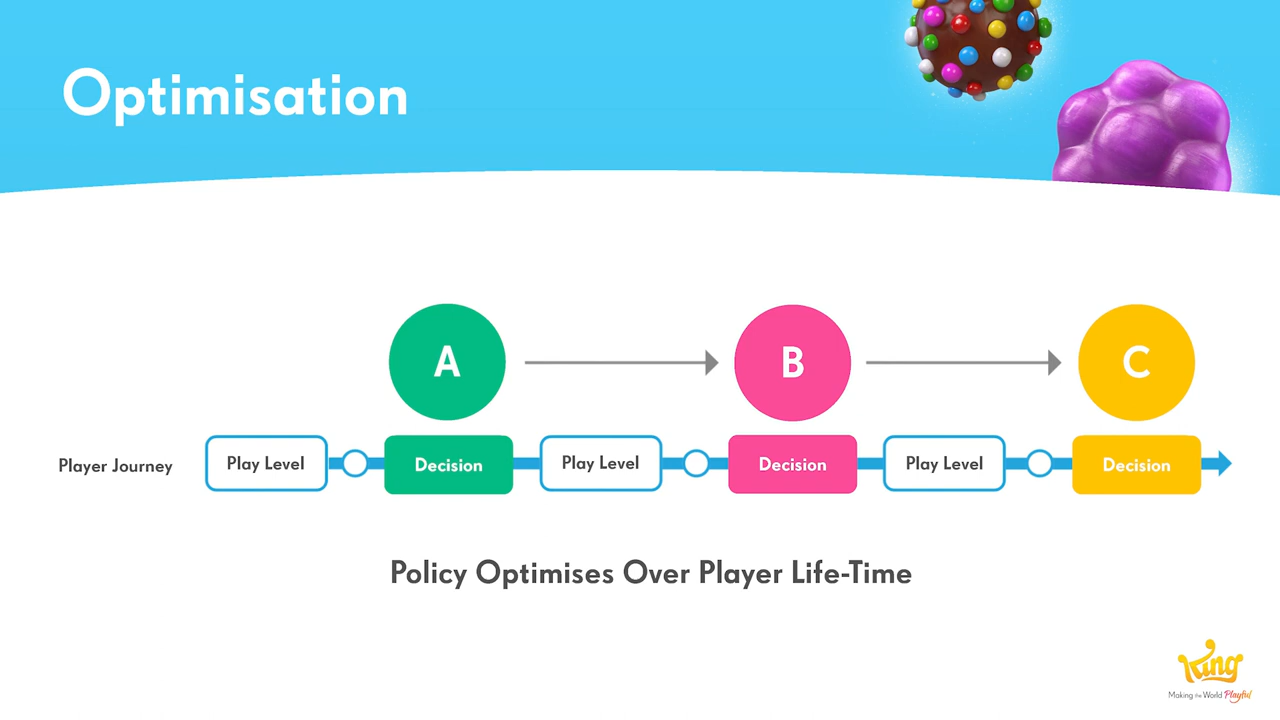 Optimisation
A
B
C
Player Journey
Play Level
Decision
Play Level
Decision
Play Level
Decision
Policy Optimises Over Player Life-Time
King
Making the World Playful